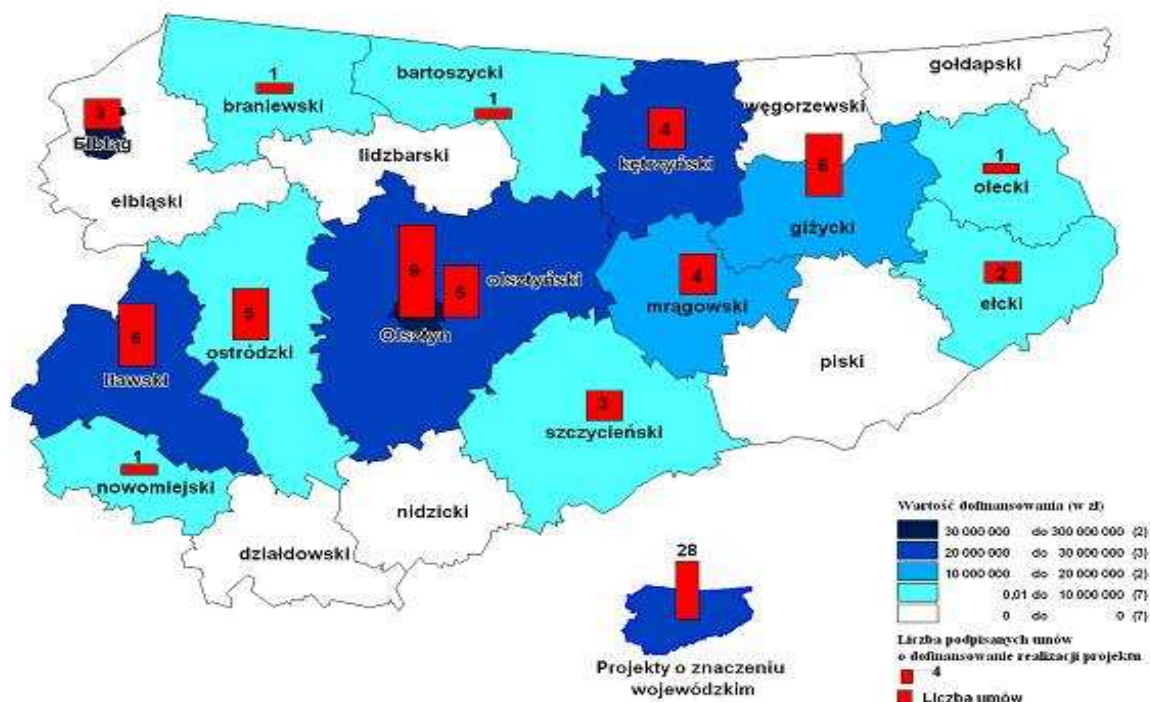 1
braniewski
bartoszycki
1
gołdapski
węgorzewski
3
Elbląg
elbląski
lidzbarski
4
kętrzyński
6
giżycki
1
olecki
2
ełcki
9
5
olsztyński
Olsztyn
4
mrągowski
6
Iławski
5
ostródzki
piski
3
szczycieński
1
nowomiejski
nidzicki
działdowski
28
Projekty o znaczeniu
wojewódzkim
Wartość dofinansowania (w zł)
30 000 000 do 300 000 000 (2)
20 000 000 do 30 000 000 (3)
10 000 000 do 20 000 000 (2)
0,01 do 10 000 000 (7)
0 do 0 (7)
Liczba podpisanych umów
o dofinansowanie realizacji projektu
4
Liczba umów